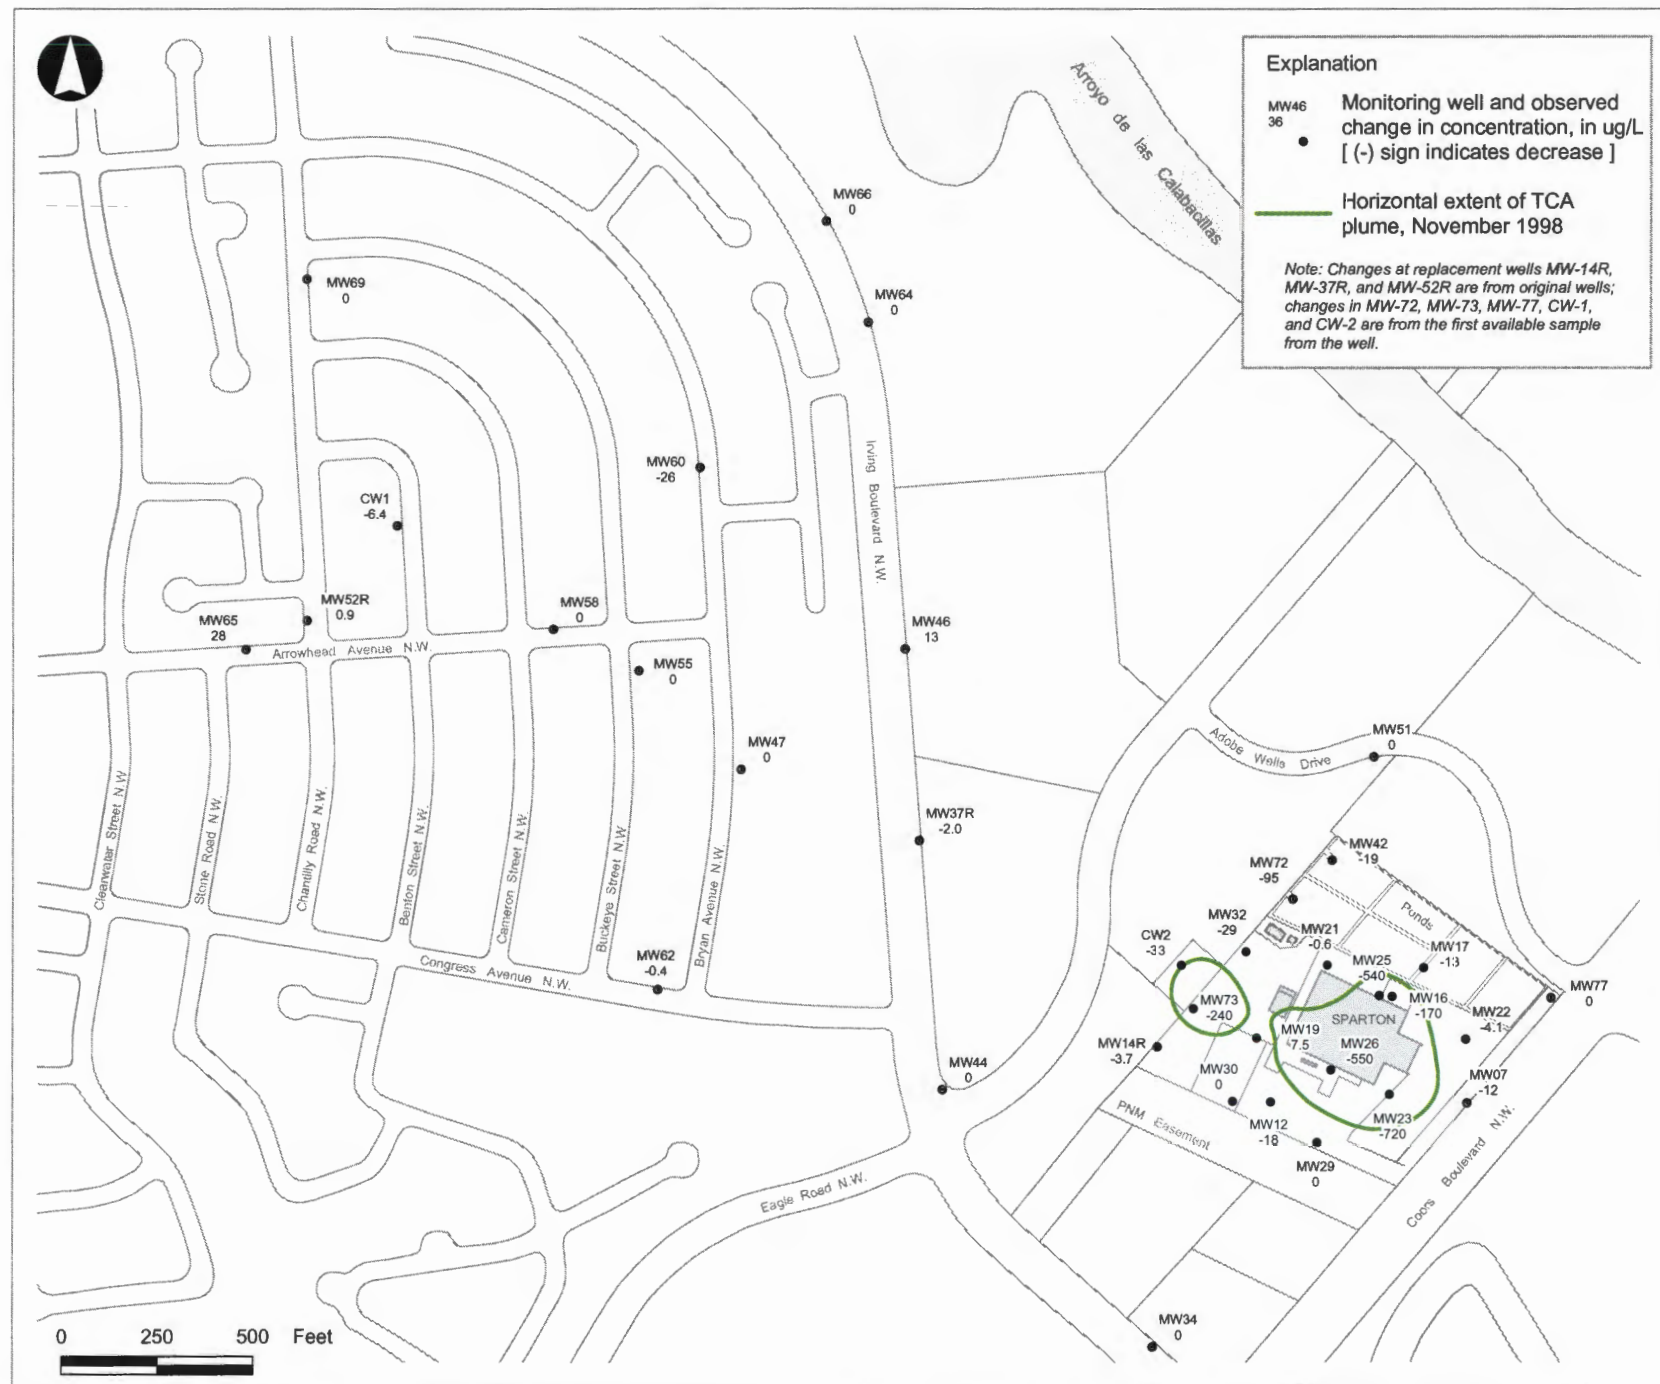 Explanation
MW46
36
Monitoring well and observed
change in concentration, in ug/L
[ (-) sign indicates decrease ]
Horizontal extent of TCA
plume, November 1998
Note: Changes at replacement wells MW-14R,
MW-37R, and MW-52R are from original wells;
changes in MW-72, MW-73, MW-77, CW-1,
and CW-2 are from the first available sample
from the well.
Arroyo de las Calabacillas
MW66
0
MW69
0
MW64
0
MW60
-26
Irving Boulevard N.W.
CW1
-6.4
MW52R
0.9
MW58
0
MW65
28
Arrowhead Avenue N.W.
MW46
13
MW55
0
MW47
0
MW51
0
Adobe Wells Drive
MW37R
-2.0
MW42
-19
MW72
-95
Clearwater Street N.W.
Stone Road N.W.
Chantilly Road N.W.
Benton Street N.W.
Cameron Street N.W.
Buckeye Street N.W.
Bryan Avenue N.W.
Ponds
MW32
-29
CW2
-33
MW21
-0.6
MW17
-13
MW25
-540
MW62
-0.4
Congress Avenue N.W.
MW77
0
MW73
-240
MW16
-170
MW22
-4.1
SPARTON
MW19
-7.5
MW26
-550
MW14R
-3.7
MW44
0
MW30
0
MW07
-12
PNM Easement
MW12
-18
MW23
-720
MW29
0
Coors Boulevard N.W.
Eagle Road N.W.
MW34
0
0 250 500 Feet